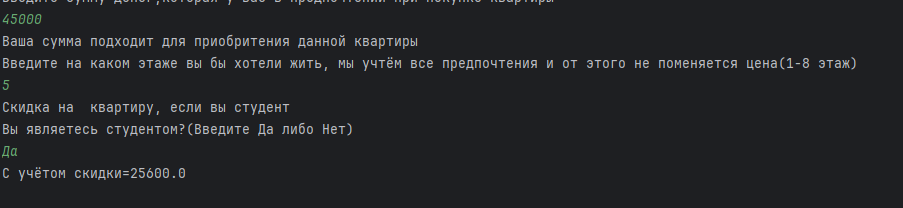 Введите сумму денег,которая у вас в предпочтении при покупке квартиры
45000
Ваша сумма подходит для приобритения данной квартиры
Введите на каком этаже вы бы хотели жить, мы учтём все предпочтения и от этого не поменяется цена(1-8 этаж)
5
Скидка на  квартиру, если вы студент
Вы являетесь студентом?(Введите Да либо Нет)
Да
С учётом скидки=25600.0